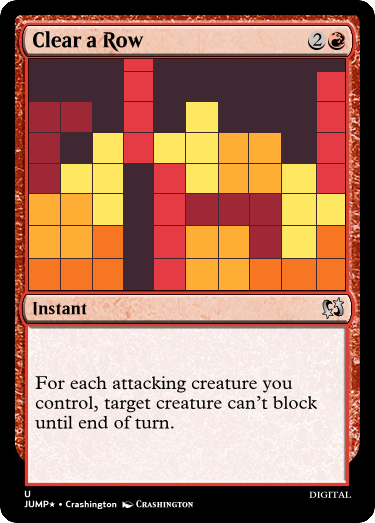 Clear a Row 2
Instant
For each attacking creature you
control, target creature can't block
until end of turn.
U DIGITAL
JUMP★ • Crashington Crashington